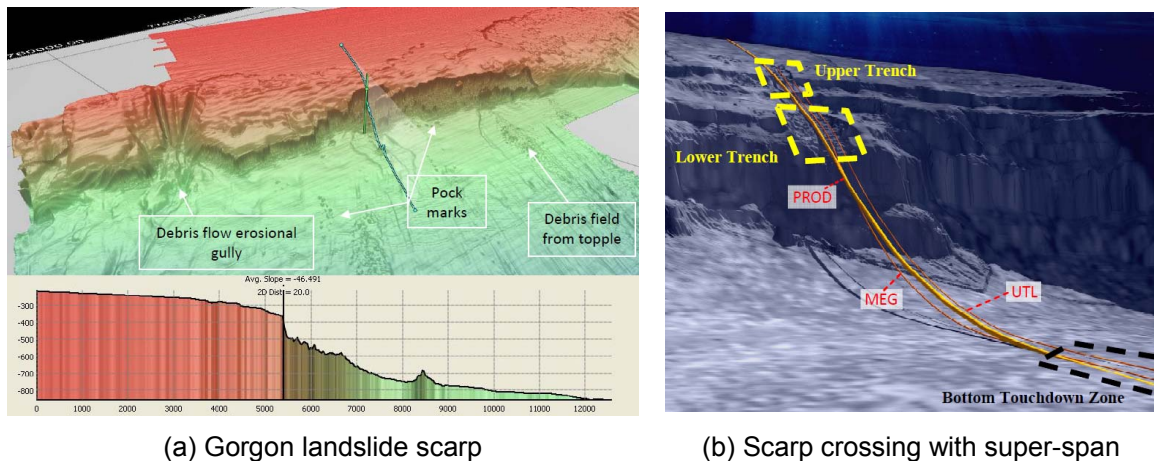 760000.00
Debris flow erosional
gully
Pock
marks
Debris field
from topple
Avg. Slope = -46.491
2D Dist = 20.0
-300
-400
-500
-600
-700
-800
0
1000
2000
3000
4000
5000
6000
7000
8000
9000
10000
11000
12000
(a) Gorgon landslide scarp
Upper Trench
Lower Trench
PROD
MEG
UTL
Bottom Touchdown Zone
(b) Scarp crossing with super-span